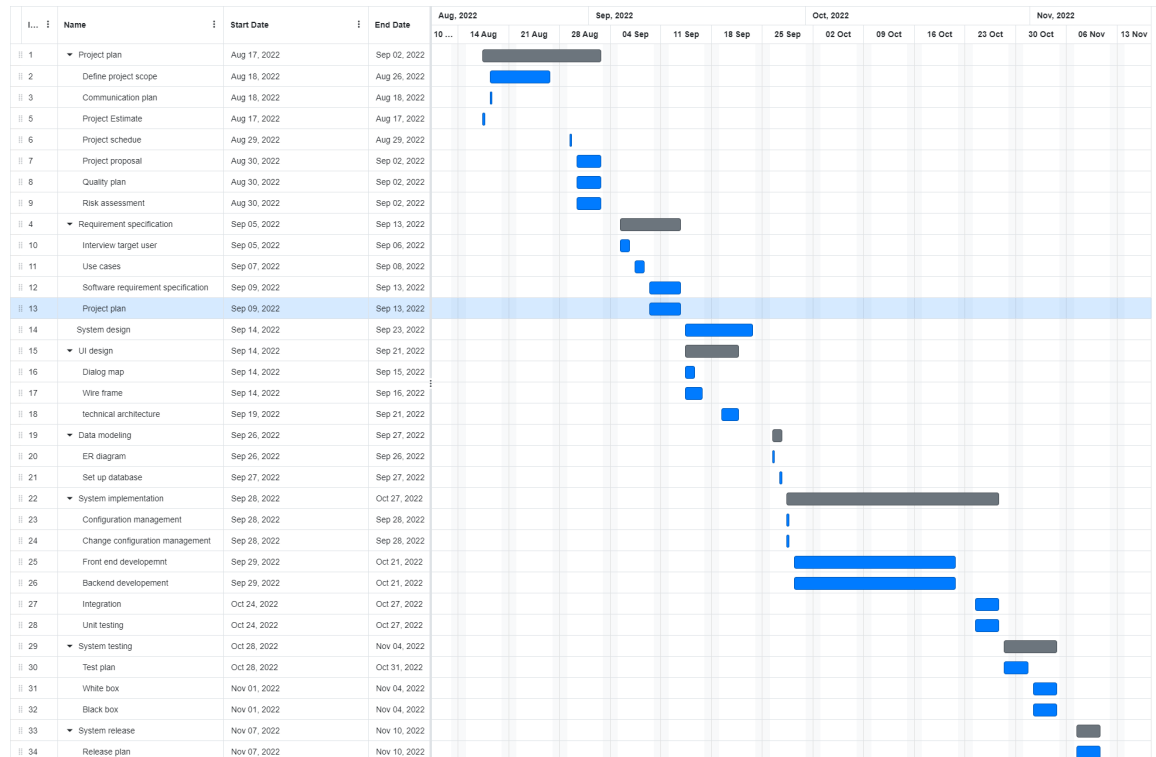 Aug, 2022 Sep, 2022 Oct, 2022 Nov, 2022
I... Name Start Date End Date
10 ... 14 Aug 21 Aug 28 Aug 04 Sep 11 Sep 18 Sep 25 Sep 02 Oct 09 Oct 16 Oct 23 Oct 30 Oct 06 Nov 13 Nov
1 Project plan Aug 17, 2022 Sep 02, 2022
2 Define project scope Aug 18, 2022 Aug 26, 2022
3 Communication plan Aug 18, 2022 Aug 18, 2022
5 Project Estimate Aug 17, 2022 Aug 17, 2022
6 Project schedue Aug 29, 2022 Aug 29, 2022
7 Project proposal Aug 30, 2022 Sep 02, 2022
8 Quality plan Aug 30, 2022 Sep 02, 2022
9 Risk assessment Aug 30, 2022 Sep 02, 2022
4 Requirement specification Sep 05, 2022 Sep 13, 2022
10 Interview target user Sep 05, 2022 Sep 06, 2022
11 Use cases Sep 07, 2022 Sep 08, 2022
12 Software requirement specification Sep 09, 2022 Sep 13, 2022
13 Project plan Sep 09, 2022 Sep 13, 2022
14 System design Sep 14, 2022 Sep 23, 2022
15 UI design Sep 14, 2022 Sep 21, 2022
16 Dialog map Sep 14, 2022 Sep 15, 2022
17 Wire frame Sep 14, 2022 Sep 16, 2022
18 technical architecture Sep 19, 2022 Sep 21, 2022
19 Data modeling Sep 26, 2022 Sep 27, 2022
20 ER diagram Sep 26, 2022 Sep 26, 2022
21 Set up database Sep 27, 2022 Sep 27, 2022
22 System implementation Sep 28, 2022 Oct 27, 2022
23 Configuration management Sep 28, 2022 Sep 28, 2022
24 Change configuration management Sep 28, 2022 Sep 28, 2022
25 Front end developemnt Sep 29, 2022 Oct 21, 2022
26 Backend developement Sep 29, 2022 Oct 21, 2022
27 Integration Oct 24, 2022 Oct 27, 2022
28 Unit testing Oct 24, 2022 Oct 27, 2022
29 System testing Oct 28, 2022 Nov 04, 2022
30 Test plan Oct 28, 2022 Oct 31, 2022
31 White box Nov 01, 2022 Nov 04, 2022
32 Black box Nov 01, 2022 Nov 04, 2022
33 System release Nov 07, 2022 Nov 10, 2022
34 Release plan Nov 07, 2022 Nov 10, 2022